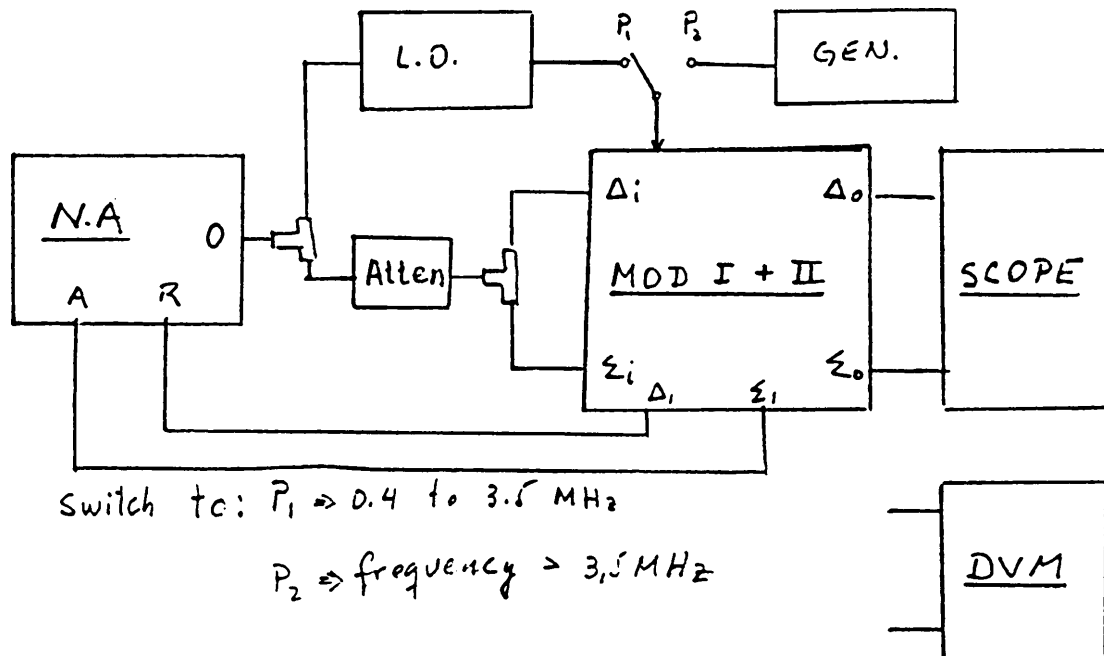 P₁ P₂
L.O.
GEN.
N.A
O
A R
Atten
Δi Δo
MOD I + II
SCOPE
Σi Σo
Δ₁ Σ₁
switch to: P₁ ⇒ 0.4 to 3.5 MHz
P₂ ⇒ frequency > 3,5 MHz
DVM